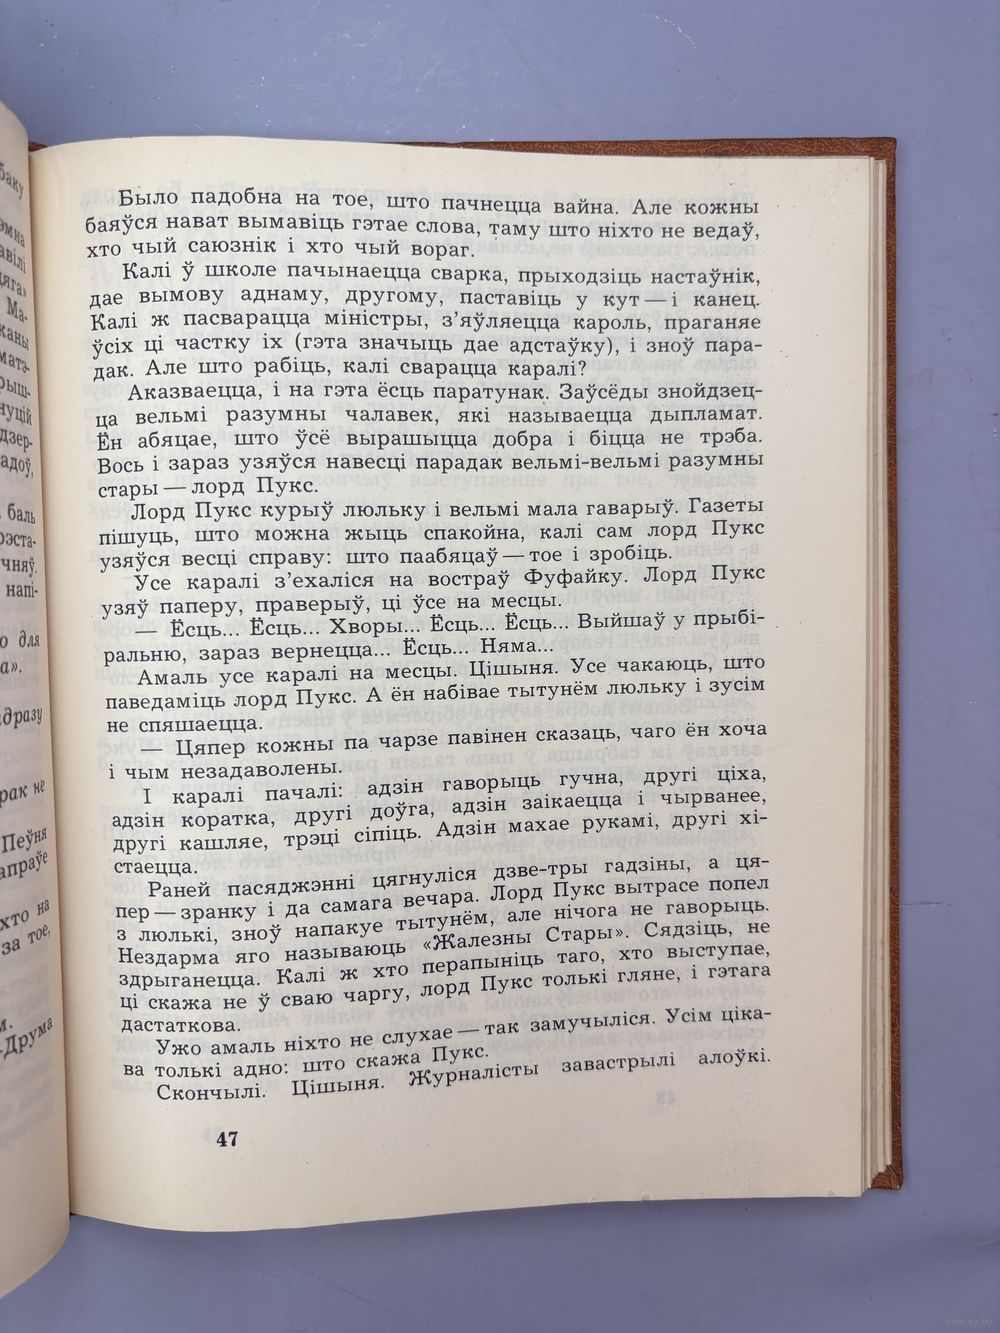 Было падобна на тое, што пачнецца вайна. Але кожны
баяўся нават вымавіць гэтае слова, таму што ніхто не ведаў,
хто чый саюзнік і хто чый вораг.
Калі ў школе пачынаецца сварка, прыходзіць настаўнік,
дае вымову аднаму, другому, паставіць у кут — і канец.
Калі ж пасварацца міністры, з’яўляецца кароль, праганяе
ўсіх ці частку іх (гэта значыць дае адстаўку), і зноў пара-
дак. Але што рабіць, калі сварацца каралі?
Аказваецца, і на гэта ёсць паратунак. Заўсёды знойдзец-
ца вельмі разумны чалавек, які называецца дыпламат.
Ён абяцае, што ўсё вырашыцца добра і біцца не трэба.
Вось і зараз узяўся навесці парадак вельмі-вельмі разумны
стары — лорд Пукс.
Лорд Пукс курыў люльку і вельмі мала гаварыў. Газеты
пішуць, што можна жыць спакойна, калі сам лорд Пукс
узяўся весці справу: што паабяцаў — тое і зробіць.
Усе каралі з’ехаліся на востраў Фуфайку. Лорд Пукс
узяў паперу, праверыў, ці ўсе на месцы.
— Ёсць... Ёсць... Хворы... Ёсць... Ёсць... Выйшаў у прыбі-
ральню, зараз вернецца... Ёсць... Няма...
Амаль усе каралі на месцы. Цішыня. Усе чакаюць, што
паведаміць лорд Пукс. А ён набівае тытунём люльку і зусім
не спяшаецца.
— Цяпер кожны па чарзе павінен сказаць, чаго ён хоча
і чым незадаволены.
І каралі пачалі: адзін гаворыць гучна, другі ціха,
адзін коратка, другі доўга, адзін заікаецца і чырванее,
другі кашляе, трэці сіпіць. Адзін махае рукамі, другі хі-
стаецца.
Раней пасяджэнні цягнуліся дзве-тры гадзіны, а ця-
пер — зранку і да самага вечара. Лорд Пукс вытрасе попел
з люлькі, зноў напакуе тытунём, але нічога не гаворыць.
Нездарма яго называюць «Жалезны Стары». Сядзіць, не
здрыганецца. Калі ж хто перапыніць таго, хто выступае,
ці скажа не ў сваю чаргу, лорд Пукс толькі гляне, і гэтага
дастаткова.
Ужо амаль ніхто не слухае — так замучыліся. Усім ціка-
ва толькі адно: што скажа Пукс.
Скончылі. Цішыня. Журналісты завастрылі алоўкі.
47